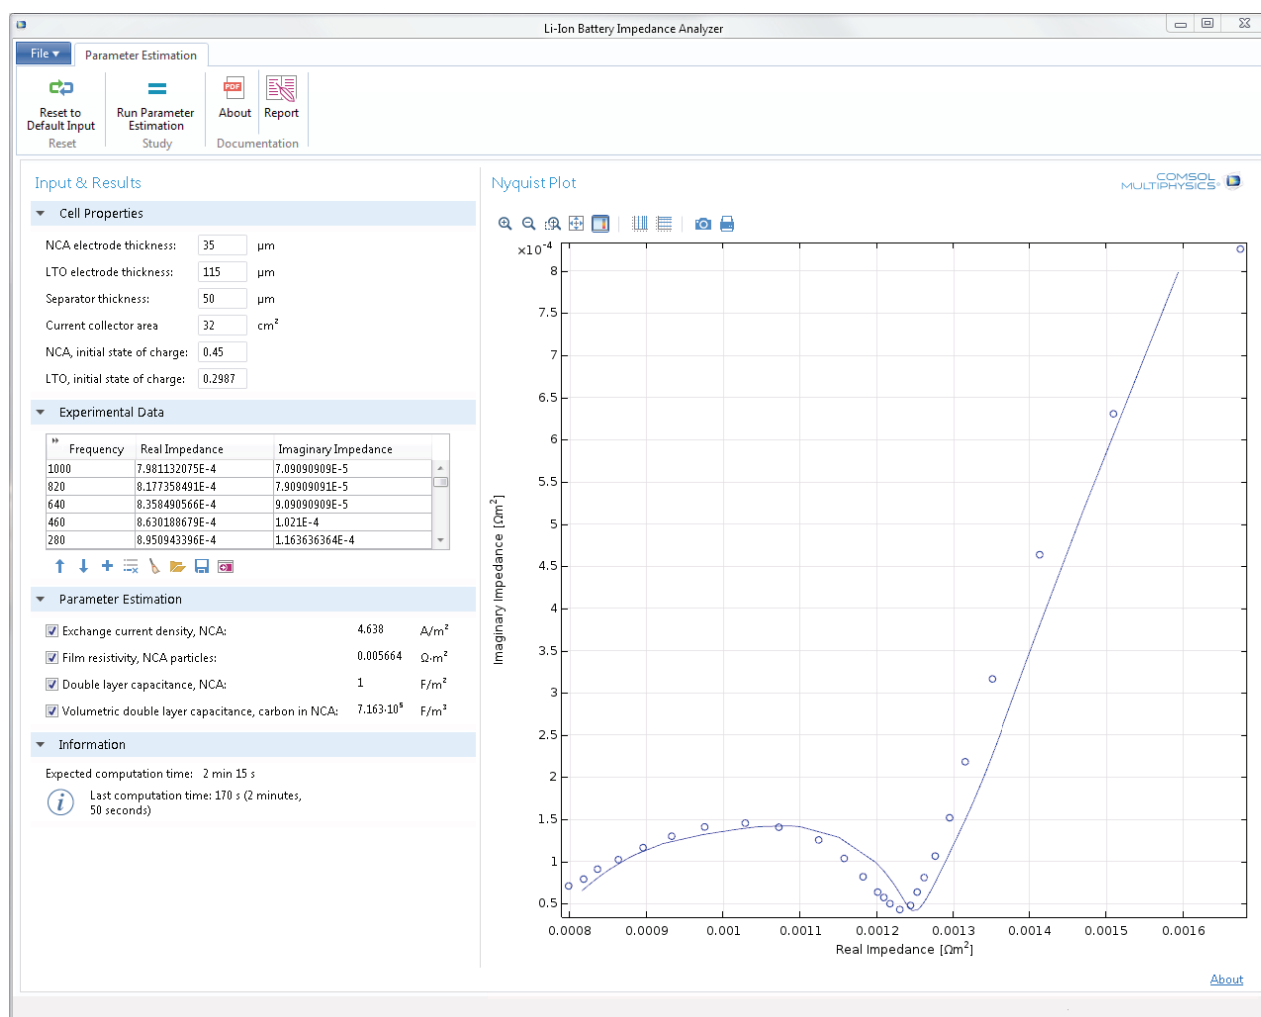 Li-Ion Battery Impedance Analyzer
File
Parameter Estimation
Reset to
Default Input
Reset
Run Parameter
Estimation
Study
PDF
About
Report
Documentation
Input & Results
Cell Properties
NCA electrode thickness: 35 µm
LTO electrode thickness: 115 µm
Separator thickness: 50 µm
Current collector area 32 cm²
NCA, initial state of charge: 0.45
LTO, initial state of charge: 0.2987
Experimental Data
Frequency Real Impedance Imaginary Impedance
1000 7.981132075E-4 7.09090909E-5
820 8.177358491E-4 7.90909091E-5
640 8.358490566E-4 9.09090909E-5
460 8.630188679E-4 1.021E-4
280 8.950943396E-4 1.163636364E-4
Parameter Estimation
Exchange current density, NCA: 4.638 A/m²
Film resistivity, NCA particles: 0.005664 Ω·m²
Double layer capacitance, NCA: 1 F/m²
Volumetric double layer capacitance, carbon in NCA: 7.163·10⁵ F/m³
Information
Expected computation time: 2 min 15 s
Last computation time: 170 s (2 minutes,
50 seconds)
Nyquist Plot
COMSOL
MULTIPHYSICS®
×10⁻⁴
8
7.5
7
6.5
6
5.5
5
4.5
4
3.5
3
2.5
2
1.5
1
0.5
Imaginary Impedance [Ωm²]
0.0008 0.0009 0.001 0.0011 0.0012 0.0013 0.0014 0.0015 0.0016
Real Impedance [Ωm²]
About